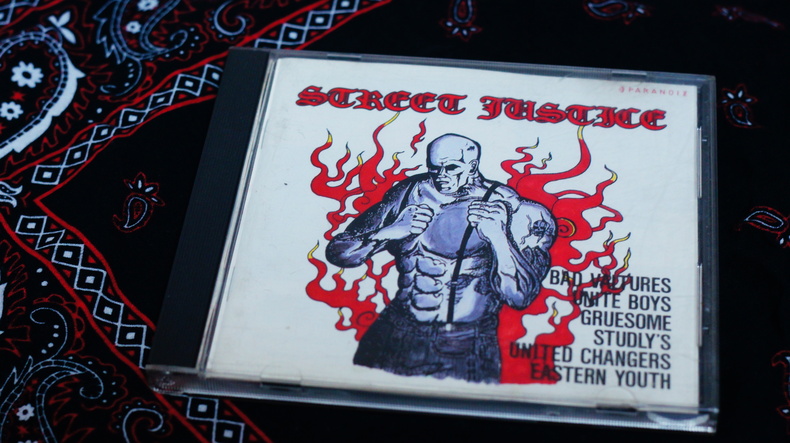 PARANOIZ
STREET JUSTICE
BAD VULTURES
UNITE BOYS
GRUESOME
STUDLY'S
UNITED CHANGERS
EASTERN YOUTH